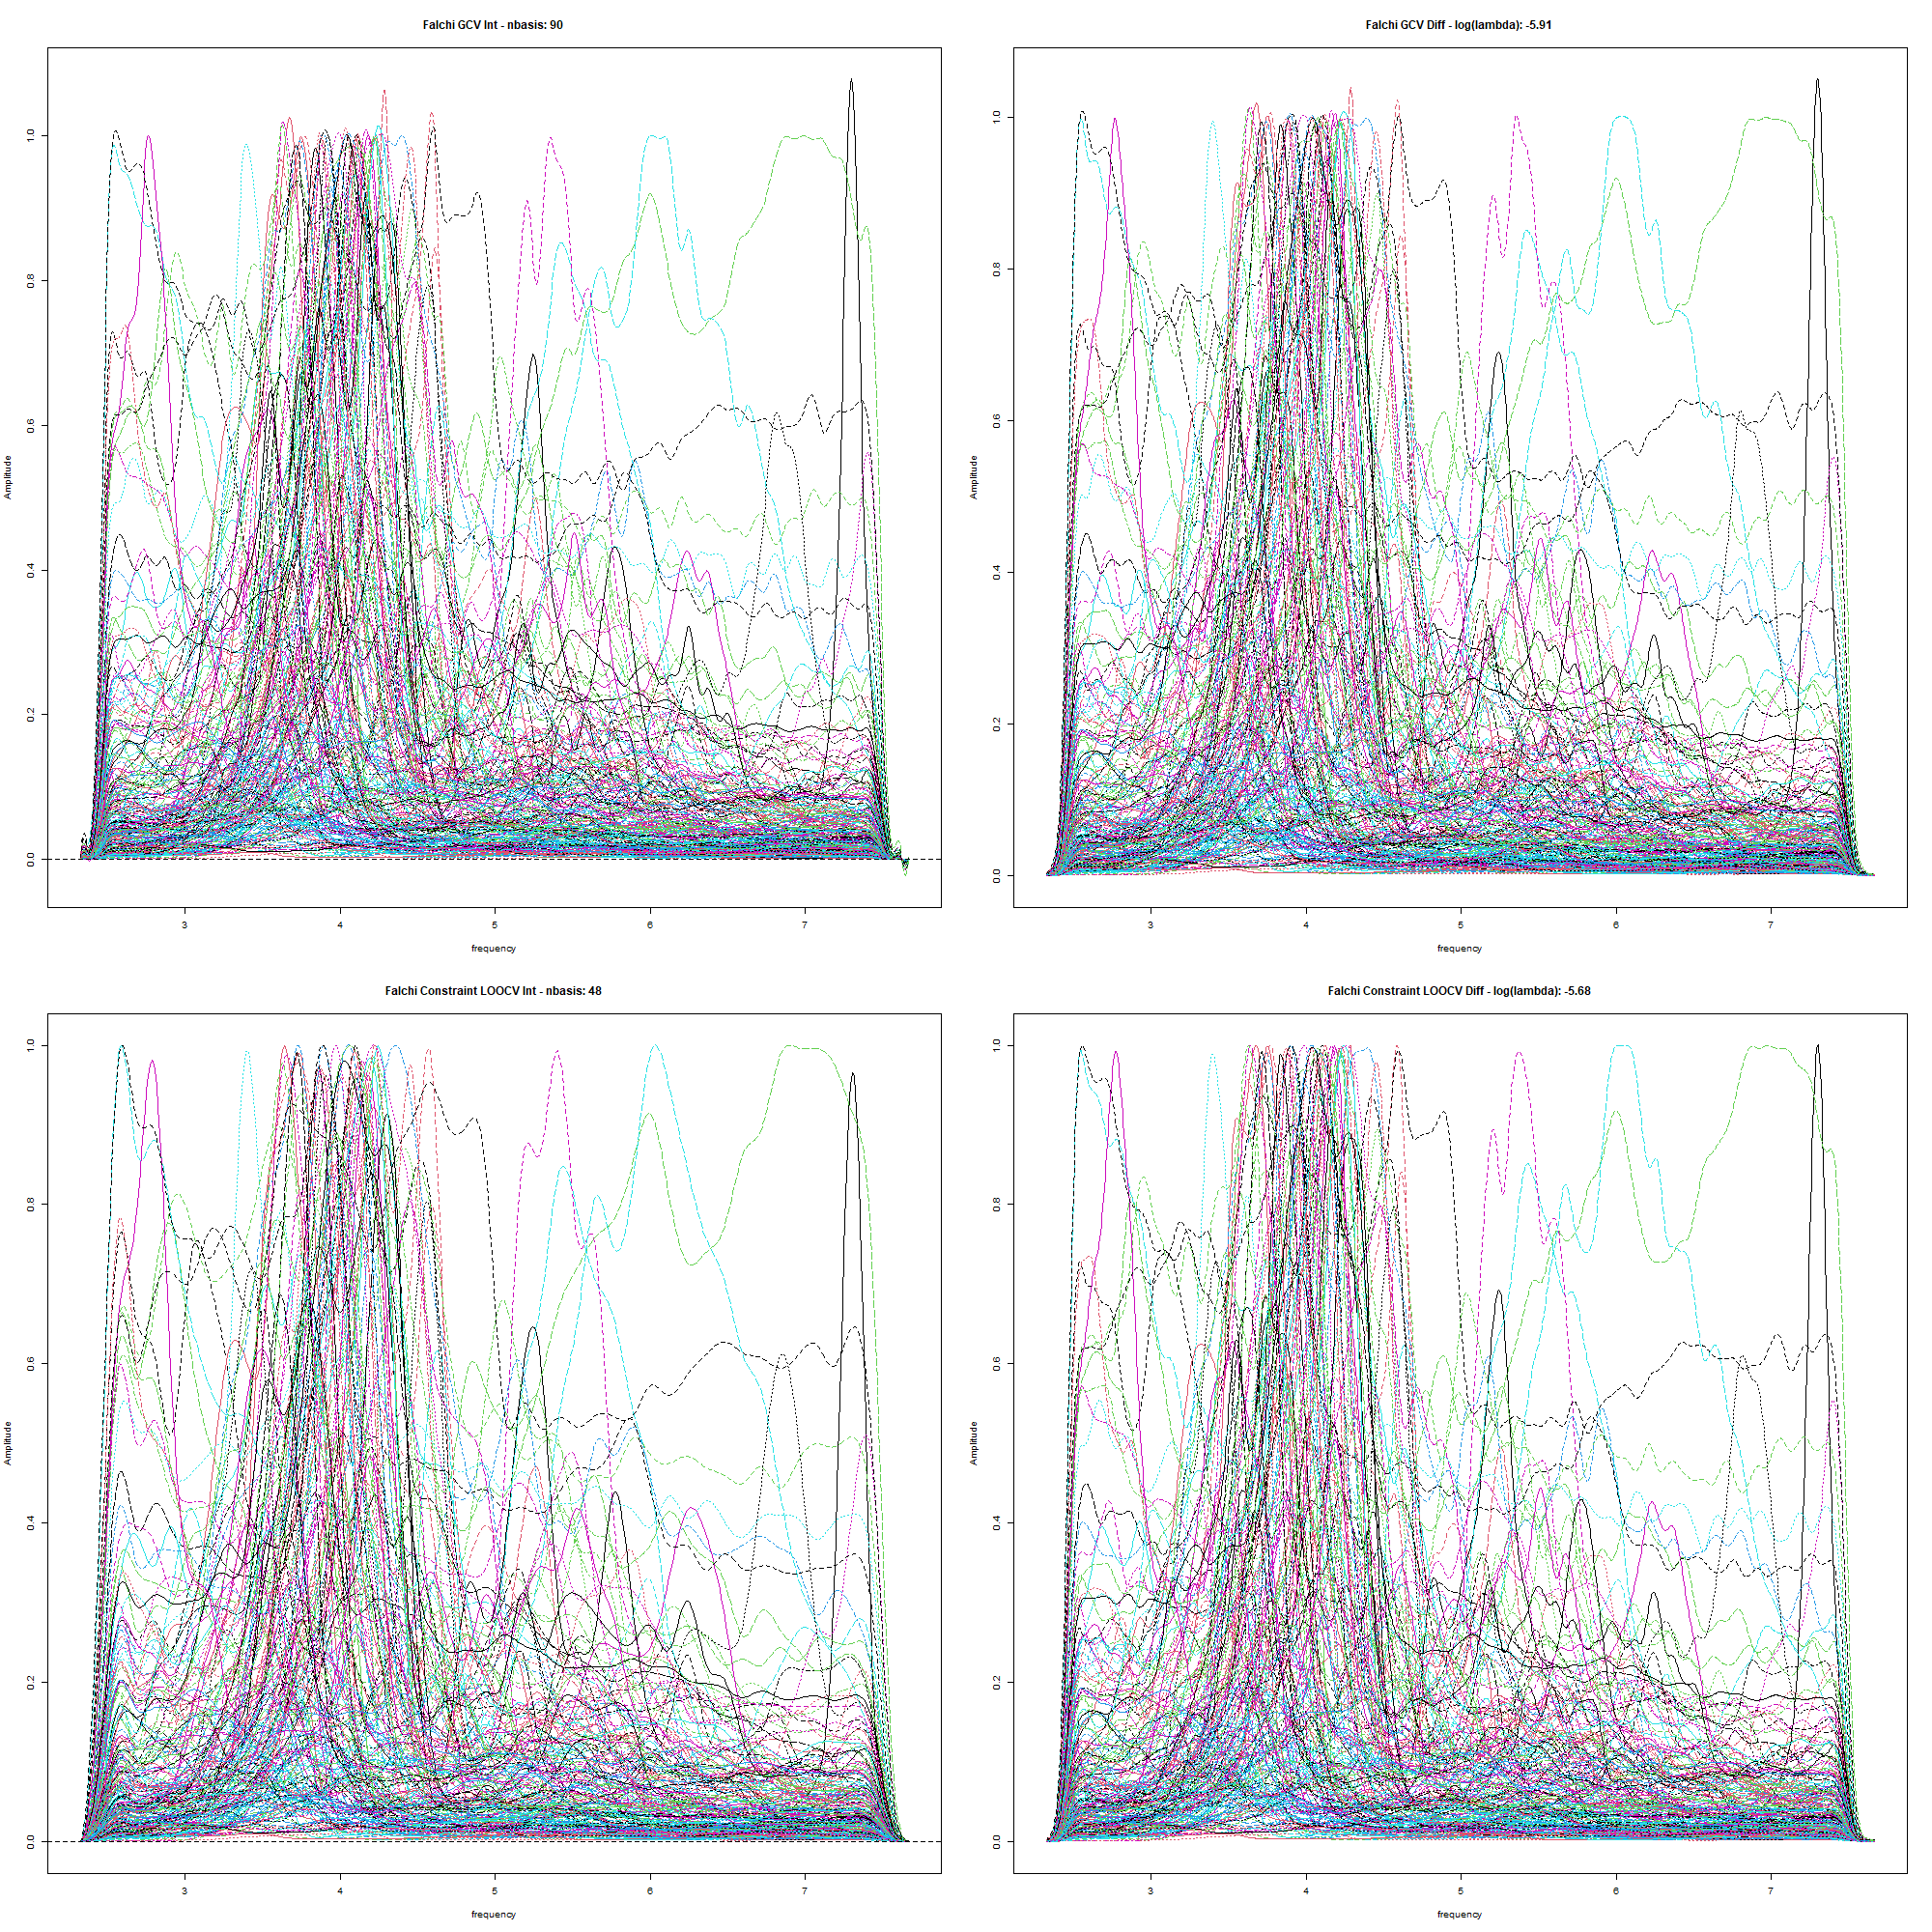 Falchi GCV Int - nbasis: 90
Amplitude
1.0
0.8
0.6
0.4
0.2
0.0
3 4 5 6 7
frequency
Falchi GCV Diff - log(lambda): -5.91
Amplitude
1.0
0.8
0.6
0.4
0.2
0.0
3 4 5 6 7
frequency
Falchi Constraint LOOCV Int - nbasis: 48
Amplitude
1.0
0.8
0.6
0.4
0.2
0.0
3 4 5 6 7
frequency
Falchi Constraint LOOCV Diff - log(lambda): -5.68
Amplitude
1.0
0.8
0.6
0.4
0.2
0.0
3 4 5 6 7
frequency